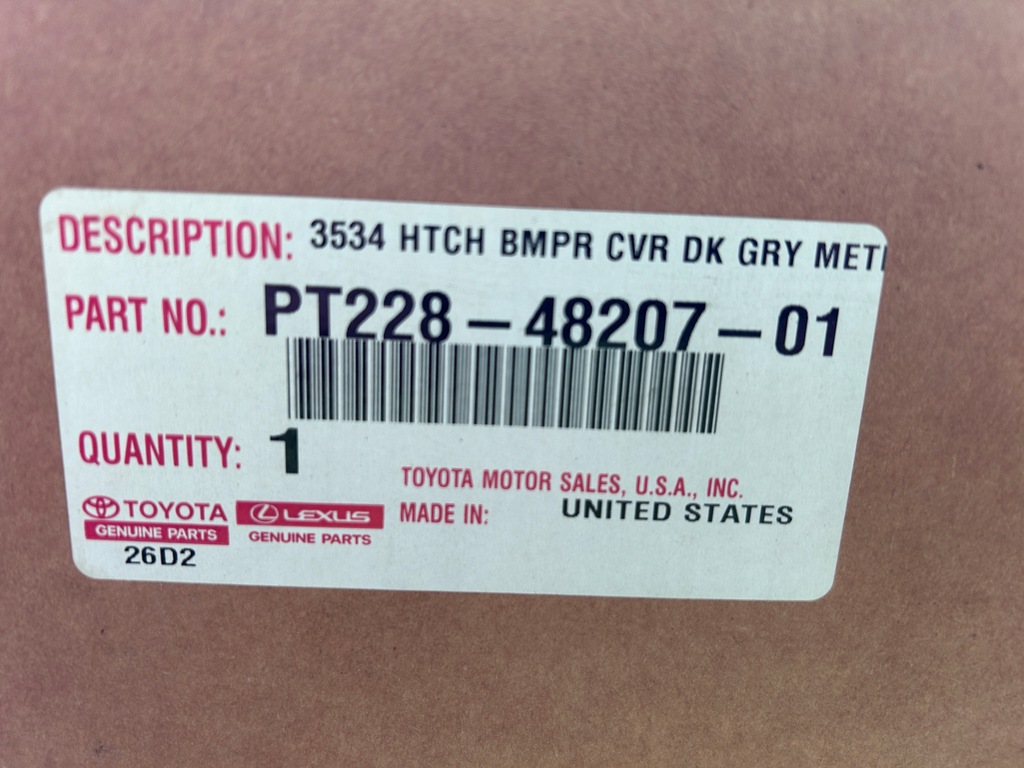 DESCRIPTION: 3534 HTCH BMPR CVR DK GRY MET
PART NO.: PT228-48207-01
QUANTITY: 1
TOYOTA MOTOR SALES, U.S.A., INC.
MADE IN: UNITED STATES
TOYOTA
GENUINE PARTS
26D2
LEXUS
GENUINE PARTS